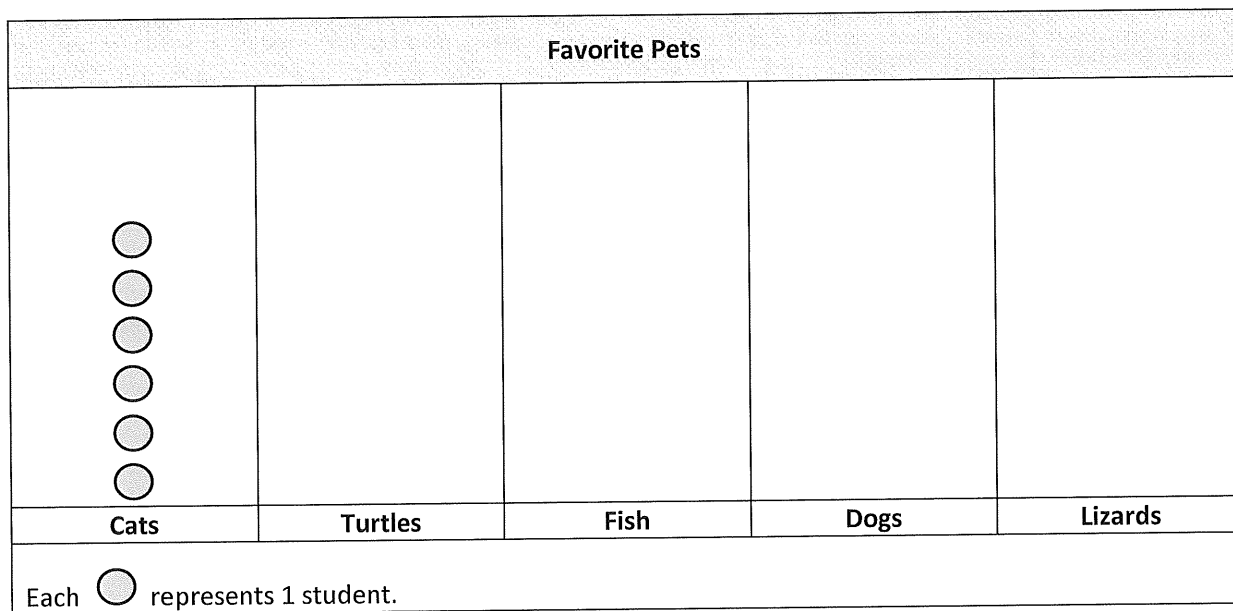 Favorite Pets
Cats Turtles Fish Dogs Lizards
Each represents 1 student.